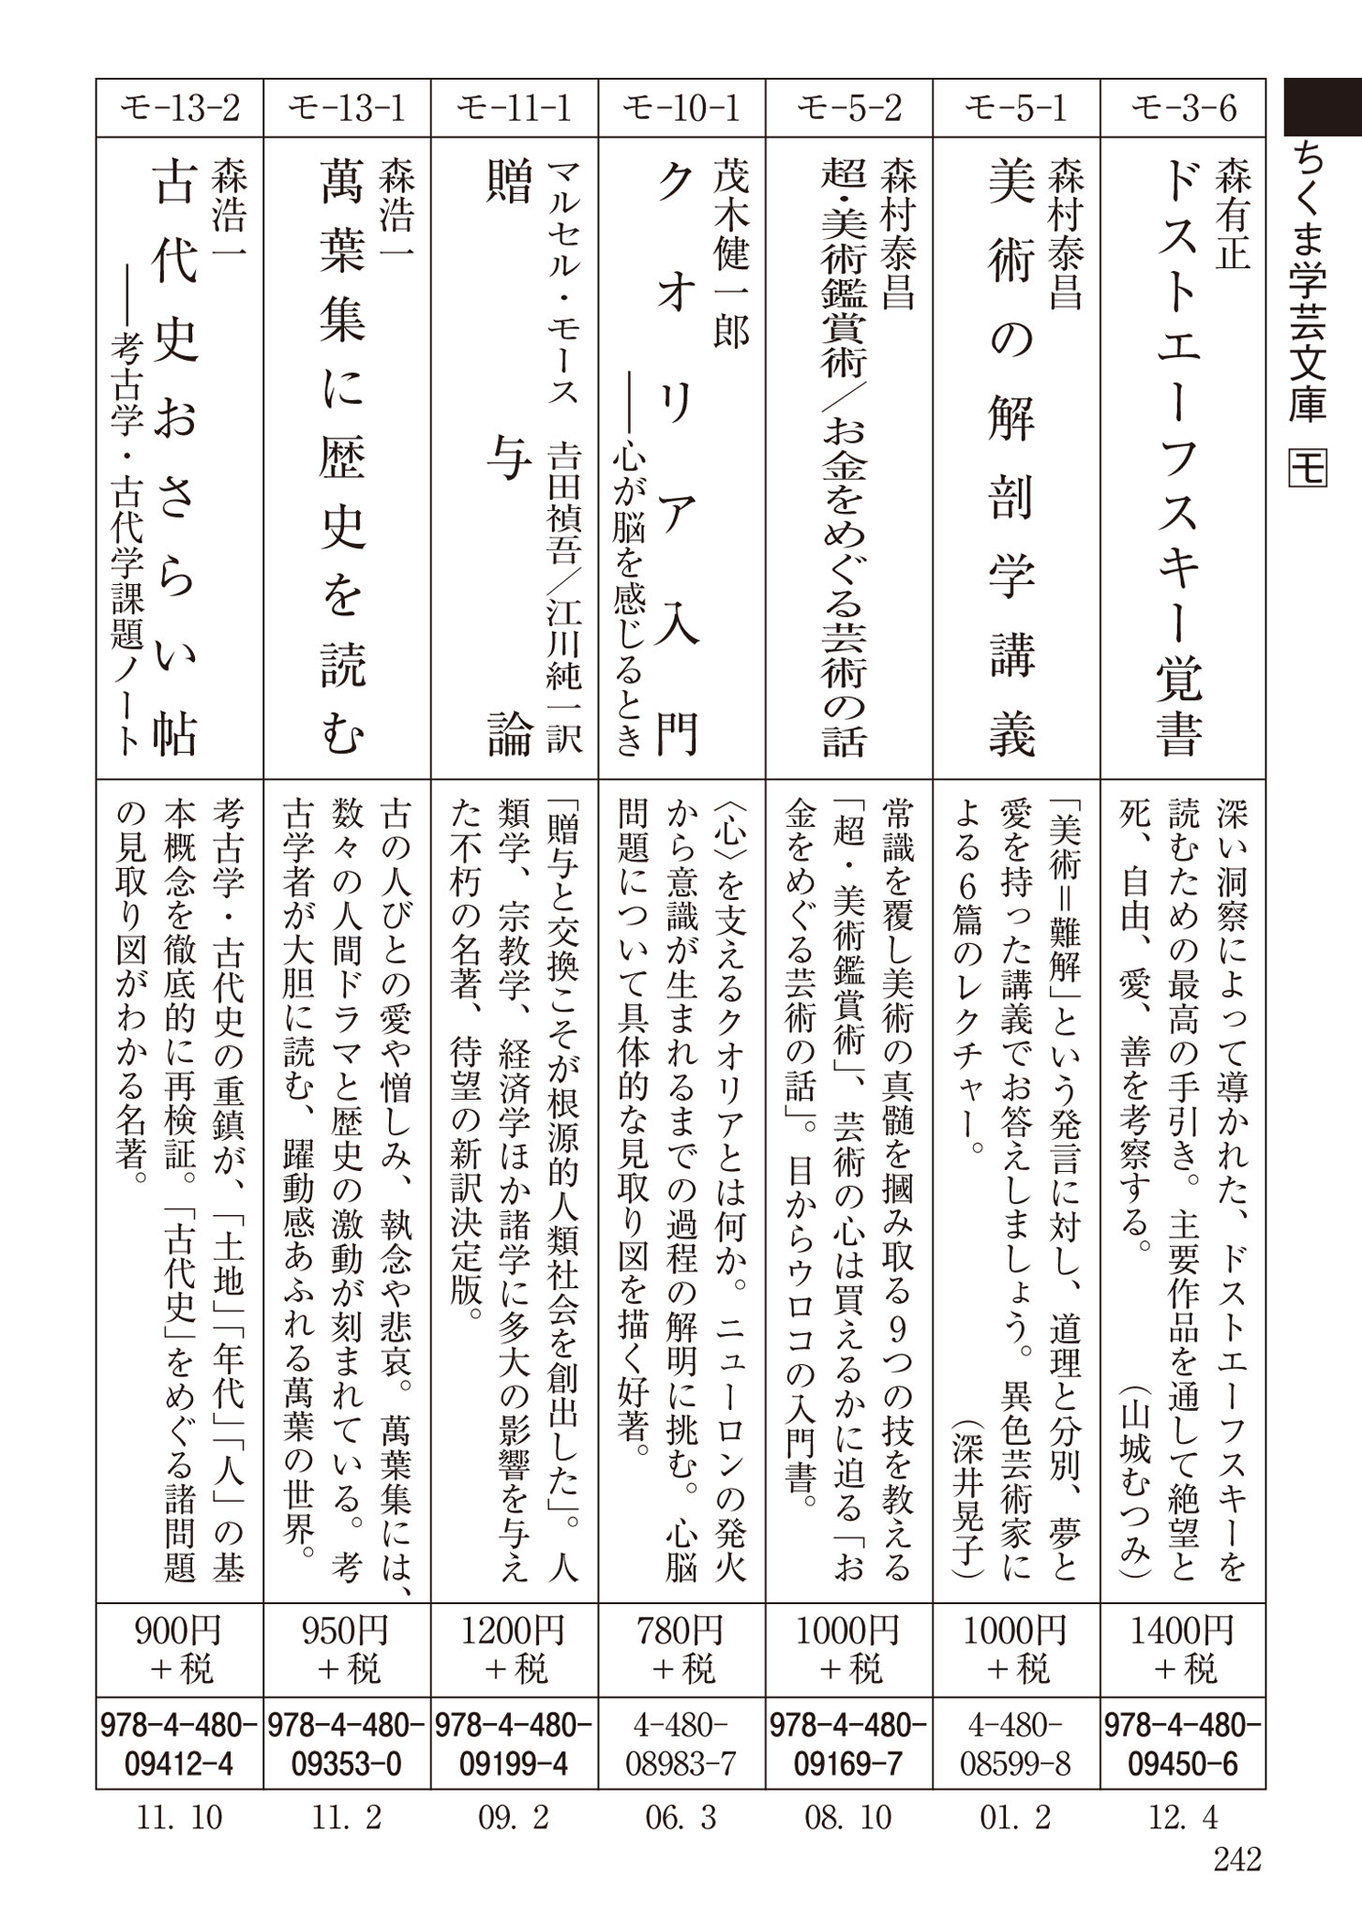 ちくま学芸文庫 モ
モ-3-6
森有正
ドストエーフスキー覚書
深い洞察によって導かれた、ドストエーフスキーを
読むための最高の手引き。主要作品を通して絶望と
死、自由、愛、善を考察する。（山城むつみ）
1400円
＋税
978-4-480-
09450-6
12. 4
モ-5-1
森村泰昌
美術の解剖学講義
「美術＝難解」という発言に対し、道理と分別、夢と
愛を持った講義でお答えしましょう。異色芸術家に
よる6篇のレクチャー。（深井晃子）
1000円
＋税
4-480-
08599-8
01. 2
モ-5-2
森村泰昌
超・美術鑑賞術／お金をめぐる芸術の話
常識を覆し美術の真髄を摑み取る9つの技を教える
「超・美術鑑賞術」、芸術の心は買えるかに迫る「お
金をめぐる芸術の話」。目からウロコの入門書。
1000円
＋税
978-4-480-
09169-7
08. 10
モ-10-1
茂木健一郎
クオリア入門
──心が脳を感じるとき
〈心〉を支えるクオリアとは何か。ニューロンの発火
から意識が生まれるまでの過程の解明に挑む。心脳
問題について具体的な見取り図を描く好著。
780円
＋税
4-480-
08983-7
06. 3
モ-11-1
マルセル・モース 吉田禎吾／江川純一訳
贈与論
「贈与と交換こそが根源的人類社会を創出した」。人
類学、宗教学、経済学ほか諸学に多大の影響を与え
た不朽の名著、待望の新訳決定版。
1200円
＋税
978-4-480-
09199-4
09. 2
モ-13-1
森浩一
萬葉集に歴史を読む
古の人びとの愛や憎しみ、執念や悲哀。萬葉集には、
数々の人間ドラマと歴史の激動が刻まれている。考
古学者が大胆に読む、躍動感あふれる萬葉の世界。
950円
＋税
978-4-480-
09353-0
11. 2
モ-13-2
森浩一
古代史おさらい帖
──考古学・古代学課題ノート
考古学・古代史の重鎮が、「土地」「年代」「人」の基
本概念を徹底的に再検証。「古代史」をめぐる諸問題
の見取り図がわかる名著。
900円
＋税
978-4-480-
09412-4
11. 10
242